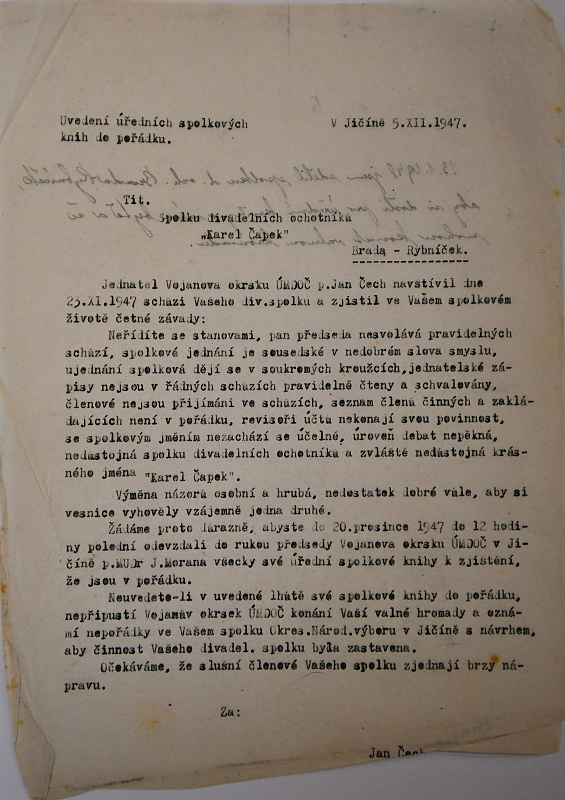 Uvedení úředních spolkových
knih do pořádku.
V Jičíně 5.XII.1947.
Tit.
Spolku divadelních ochotníků
"Karel Čapek"
Brada - Rybníček.
Jednatel Vojanova okrsku ÚMDOČ p.Jan Čech navštívil dne
23.XI.1947 schůzi Vašeho div.spolku a zjistil ve Vašem spolkovém
životě četné závady:
Neřídíte se stanovami, pan předseda nesvolává pravidelných
schůzí, spolkové jednání je sousedské v nedobrém slova smyslu,
ujednání spolková dějí se v soukromých kroužcích,jednatelské zá-
pisy nejsou v řádných schůzích pravidelně čteny a schvalovány,
členové nejsou přijímáni ve schůzích, seznam členů činných a zaklá-
dajících není v pořádku, revisoři účtů nekonají svou povinnost,
se spolkovým jměním nezachází se účelně, úroveň debat nepěkná,
nedůstojná spolku divadelních ochotníků a zvláště nedůstojná krás-
ného jména "Karel Čapek".
Výměna názorů osobní a hrubá, nedostatek dobré vůle, aby si
vesnice vyhověly vzájemně jedna druhé.
Žádáme proto důrazně, abyste do 20.prosince 1947 do 12 hodi-
ny polední odevzdali do rukou předsedy Vojanova okrsku ÚMDOČ v Ji-
číně p.MUDr J.Morana všecky své úřední spolkové knihy k zjištění,
že jsou v pořádku.
Neuvedete-li v uvedené lhůtě své spolkové knihy do pořádku,
nepřipustí Vojanův okrsek ÚMDOČ konání Vaší valné hromady a ozná-
mí nepořádky ve Vašem spolku Okres.Národ.výboru v Jičíně s návrhem,
aby činnost Vašeho divadel. spolku byla zastavena.
Očekáváme, že slušní členové Vašeho spolku zjednají brzy ná-
pravu.
Za:
Jan Čech